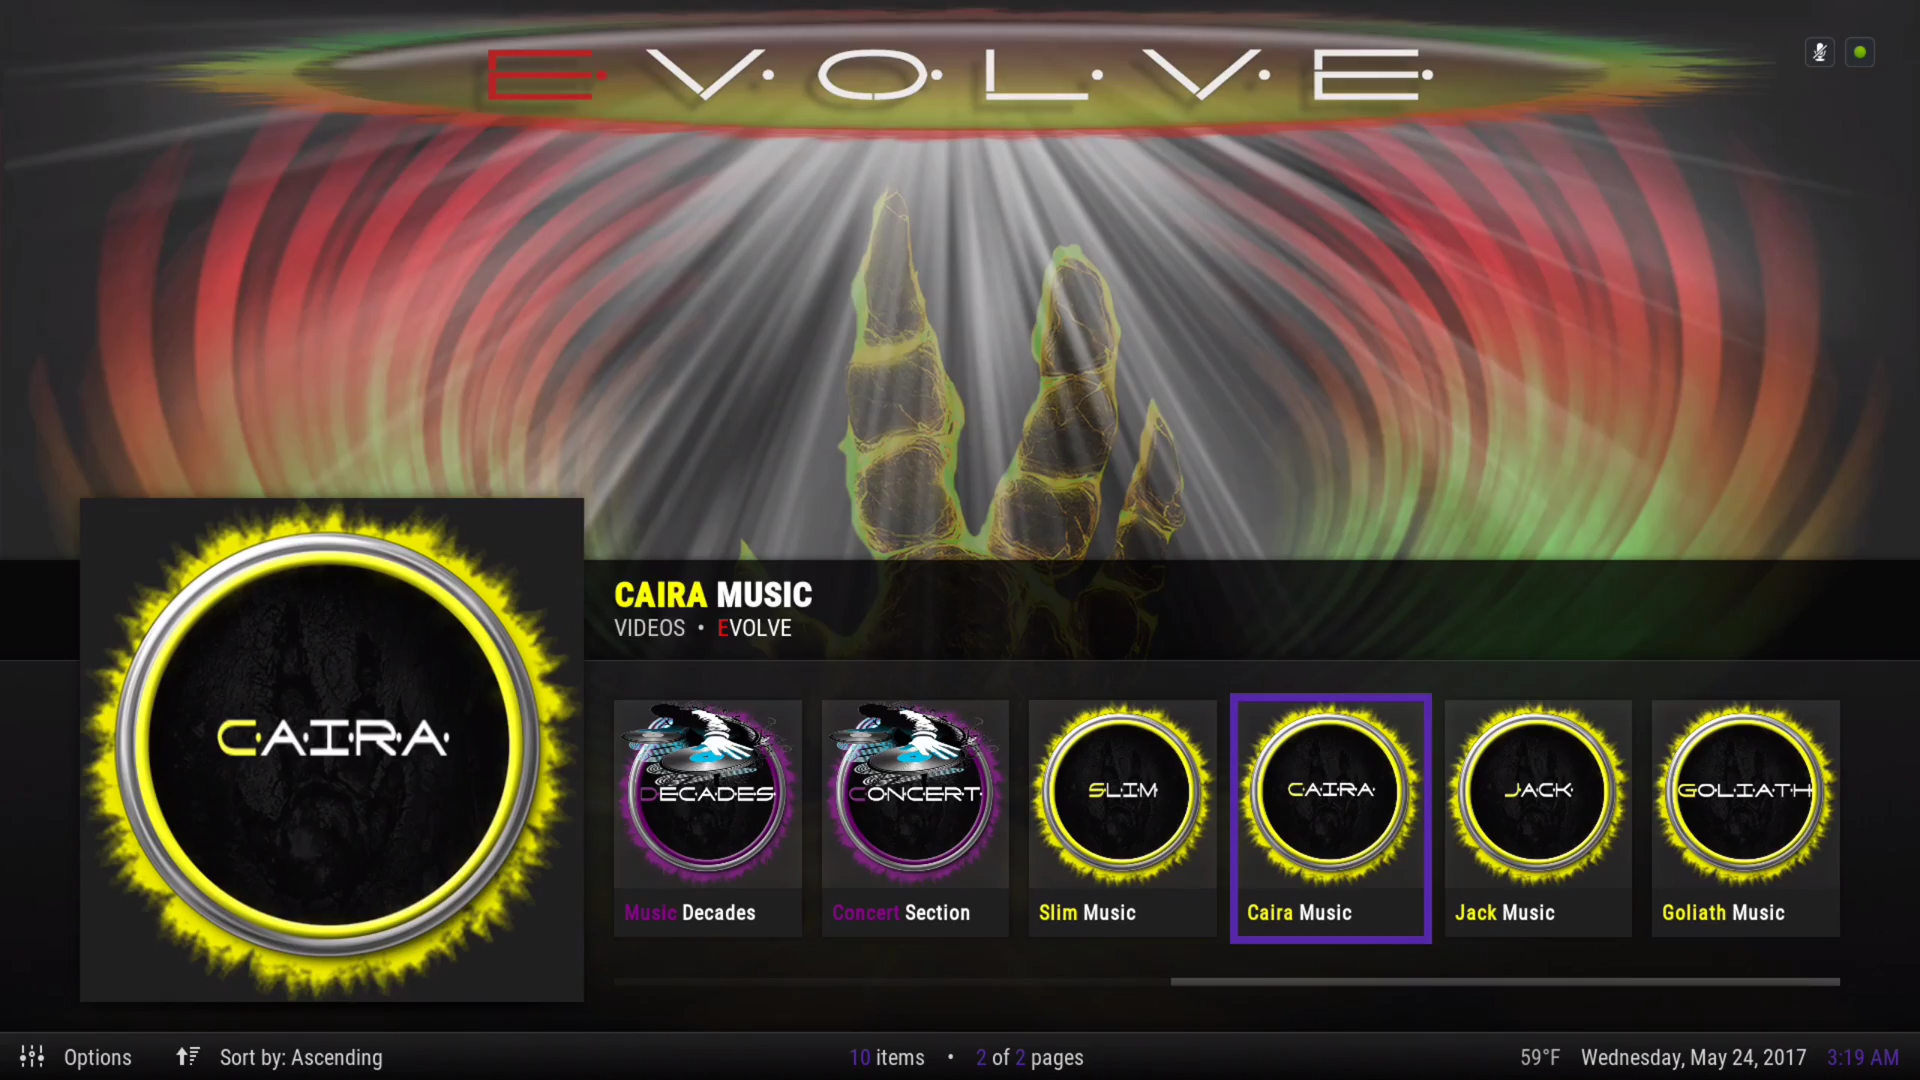 E·V·O·L·V·E·
C·A·I·R·A·
CAIRA MUSIC
VIDEOS • EVOLVE
DECADES
CONCERT
SLIM
CAIRA
JACK
GOLIATH
Music Decades
Concert Section
Slim Music
Caira Music
Jack Music
Goliath Music
Options
Sort by: Ascending
10 items • 2 of 2 pages
59°F Wednesday, May 24, 2017 3:19 AM